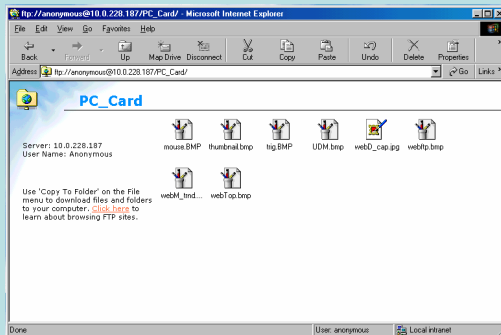 ftp://anonymous@10.0.228.187/PC_Card/ - Microsoft Internet Explorer
File Edit View Go Favorites Help
Back Forward Up Map Drive Disconnect Cut Copy Paste Undo Delete Properties
Address ftp://anonymous@10.0.228.187/PC_Card/ Go Links
PC_Card
Server: 10.0.228.187
User Name: Anonymous
Use 'Copy To Folder' on the File
menu to download files and folders
to your computer. Click here to
learn about browsing FTP sites.
mouse.BMP thumbnail.bmp trig.BMP UDM.bmp webD_cap.jpg webftp.bmp
webM_tmd... webTop.bmp
Done User: anonymous Local intranet